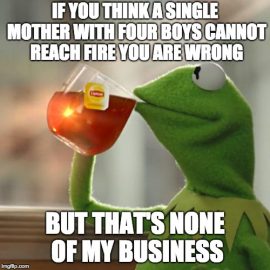 IF YOU THINK A SINGLE
MOTHER WITH FOUR BOYS CANNOT
REACH FIRE YOU ARE WRONG
Lipton
BUT THAT'S NONE
OF MY BUSINESS
imgflip.com